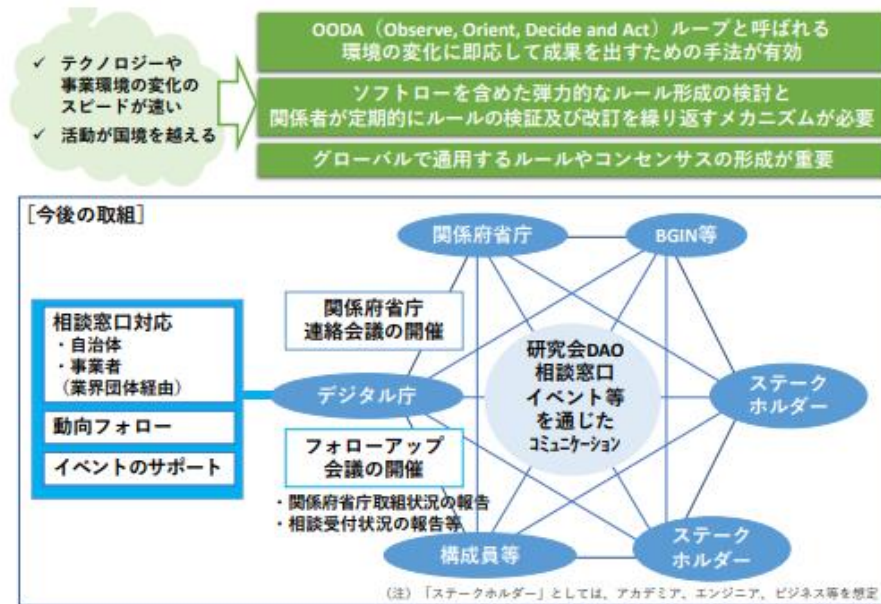 OODA（Observe, Orient, Decide and Act）ループと呼ばれる
環境の変化に即応して成果を出すための手法が有効
✓ テクノロジーや
事業環境の変化の
スピードが速い
✓ 活動が国境を越える
ソフトローを含めた弾力的なルール形成の検討と
関係者が定期的にルールの検証及び改訂を繰り返すメカニズムが必要
グローバルで通用するルールやコンセンサスの形成が重要
［今後の取組］
関係府省庁
BGIN等
相談窓口対応
・自治体
・事業者
（業界団体経由）
動向フォロー
イベントのサポート
関係府省庁
連絡会議の開催
デジタル庁
フォローアップ
会議の開催
・関係府省庁取組状況の報告
・相談受付状況の報告等
研究会DAO
相談窓口
イベント等
を通じた
コミュニケーション
ステーク
ホルダー
構成員等
ステーク
ホルダー
（注）「ステークホルダー」としては、アカデミア、エンジニア、ビジネス等を想定